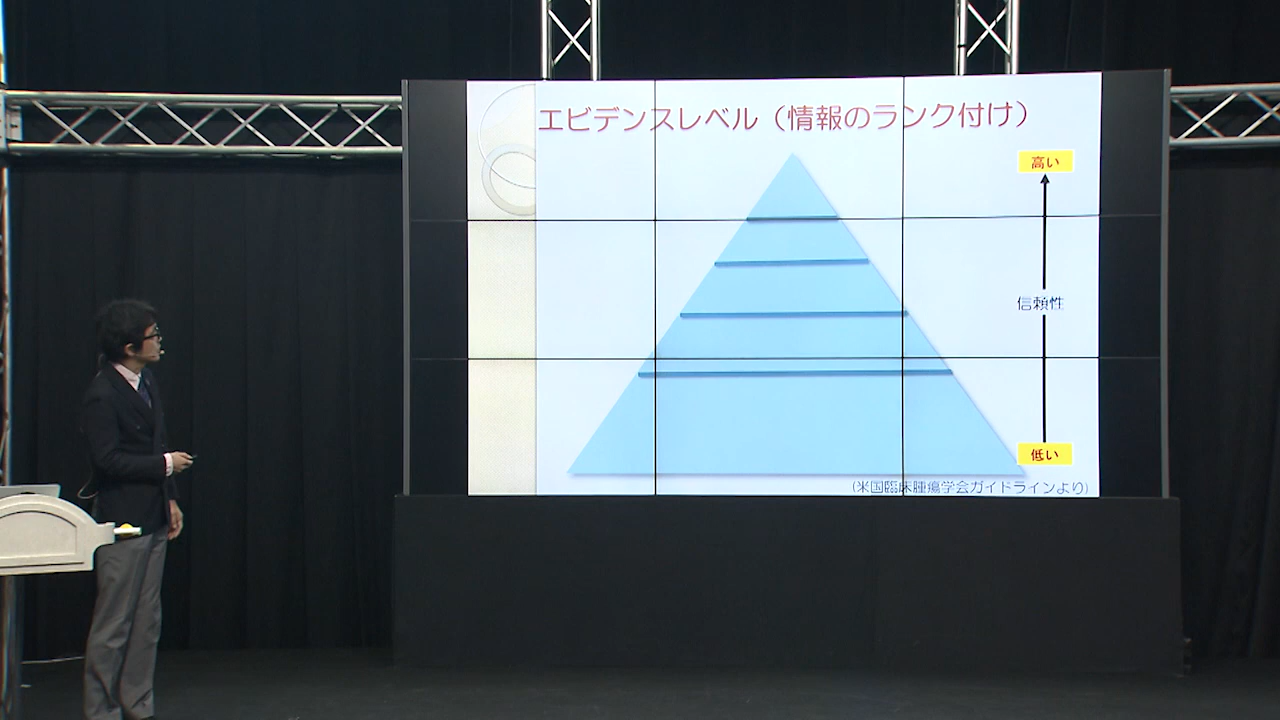 エビデンスレベル（情報のランク付け）
高い
信頼性
低い
（米国臨床腫瘍学会ガイドラインより）